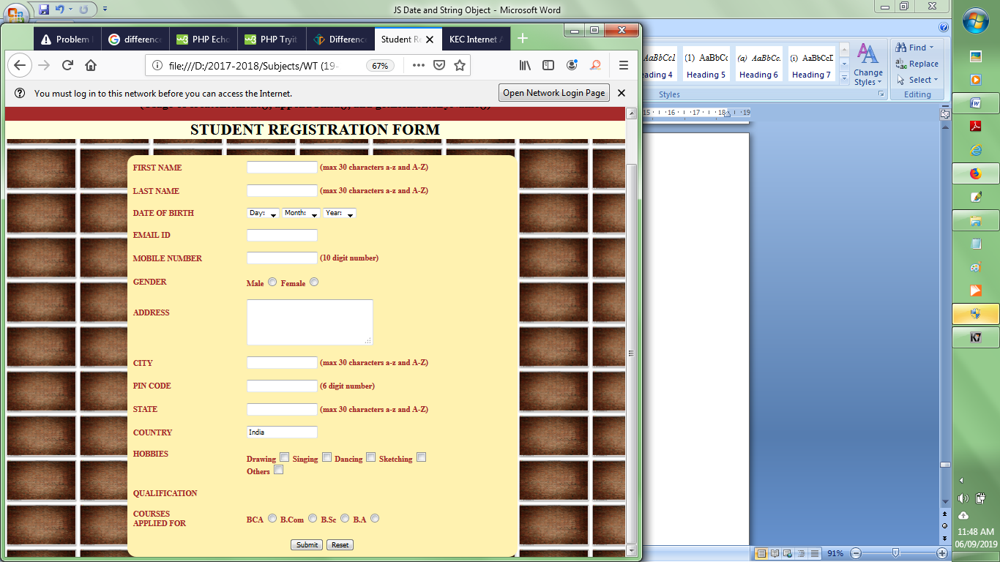 JS Date and String Object - Microsoft Word
Problem
difference
PHP Echo
PHP Tryit
Difference
Student Re
KEC Internet A
file:///D:/2017-2018/Subjects/WT (19-
67%
You must log in to this network before you can access the Internet.
Open Network Login Page
STUDENT REGISTRATION FORM
FIRST NAME (max 30 characters a-z and A-Z)
LAST NAME (max 30 characters a-z and A-Z)
DATE OF BIRTH Day: Month: Year:
EMAIL ID
MOBILE NUMBER (10 digit number)
GENDER Male Female
ADDRESS
CITY (max 30 characters a-z and A-Z)
PIN CODE (6 digit number)
STATE (max 30 characters a-z and A-Z)
COUNTRY India
HOBBIES Drawing Singing Dancing Sketching
Others
QUALIFICATION
COURSES
APPLIED FOR BCA B.Com B.Sc B.A
Submit Reset
AaBbCcl (1) AaBbCc (a) AaBbCc. (i) AaBbCcI
eading 4 Heading 5 Heading 6 Heading 7
Change
Styles
Styles
Find
Replace
Select
Editing
15 16 17 18 19
91%
K7
11:48 AM
06/09/2019